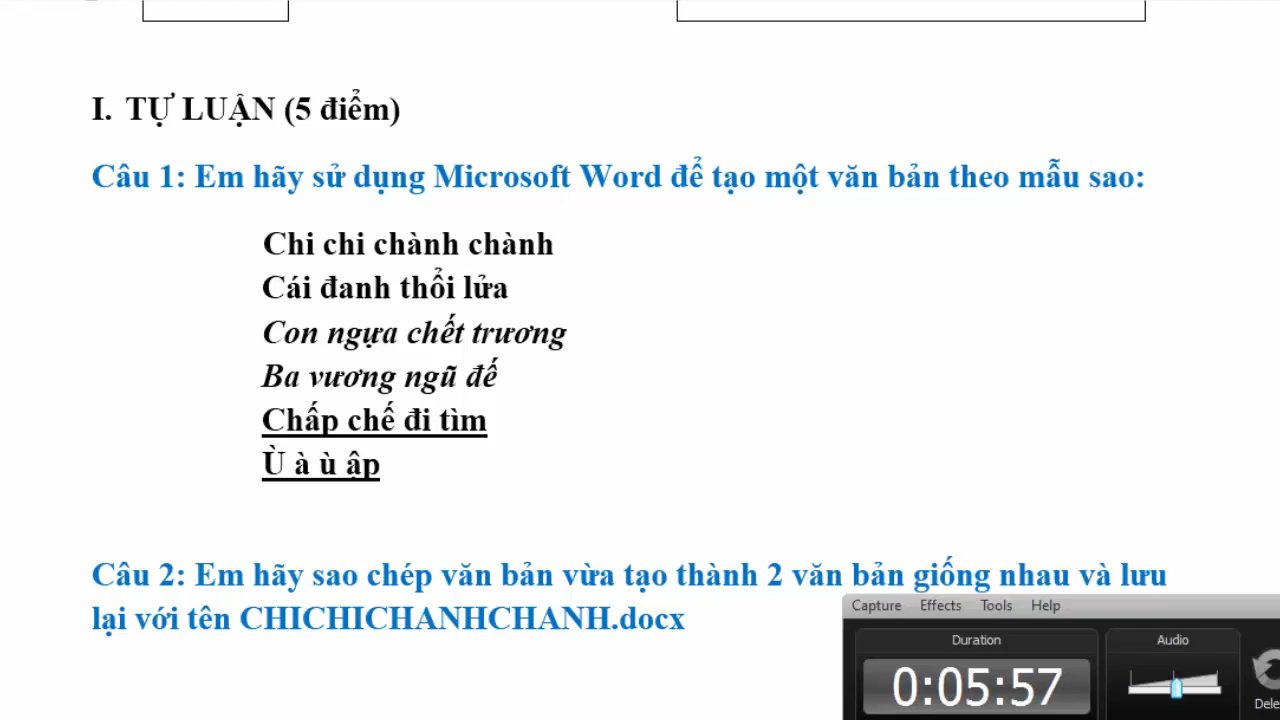 I. TỰ LUẬN (5 điểm)
Câu 1: Em hãy sử dụng Microsoft Word để tạo một văn bản theo mẫu sao:
Chi chi chành chành
Cái đanh thổi lửa
Con ngựa chết trương
Ba vương ngũ đế
Chấp chế đi tìm
Ù à ù ập
Câu 2: Em hãy sao chép văn bản vừa tạo thành 2 văn bản giống nhau và lưu
lại với tên CHICHICHANHCHANH.docx
Capture Effects Tools Help
Duration Audio
0:05:57
Dele